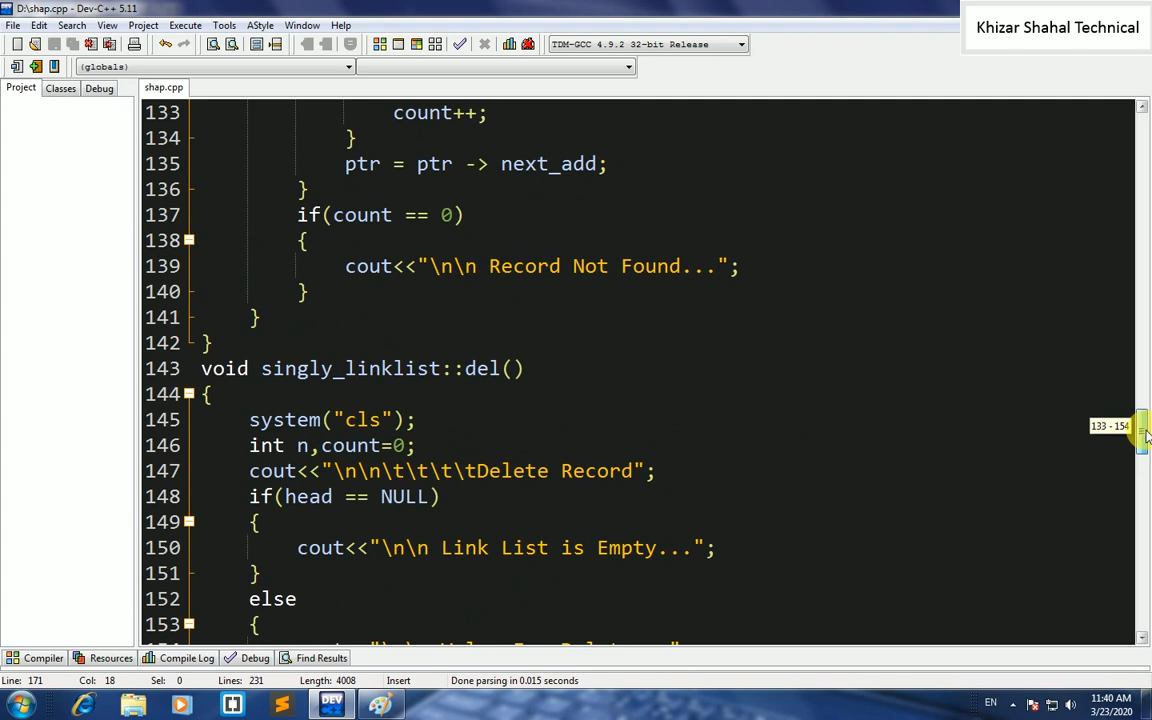 D:\shap.cpp - Dev-C++ 5.11
Khizar Shahal Technical
File Edit Search View Project Execute Tools AStyle Window Help
TDM-GCC 4.9.2 32-bit Release
(globals)
Project Classes Debug
shap.cpp
133 count++;
134 }
135 ptr = ptr -> next_add;
136 }
137 if(count == 0)
138 {
139 cout<<"\n\n Record Not Found...";
140 }
141 }
142 }
143 void singly_linklist::del()
144 {
145 system("cls");
146 int n,count=0;
147 cout<<"\n\n\t\t\t\tDelete Record";
148 if(head == NULL)
149 {
150 cout<<"\n\n Link List is Empty...";
151 }
152 else
153 {
133 - 154
Compiler Resources Compile Log Debug Find Results
Line: 171 Col: 18 Sel: 0 Lines: 231 Length: 4008 Insert Done parsing in 0.015 seconds
DEV
EN
11:40 AM
3/23/2020